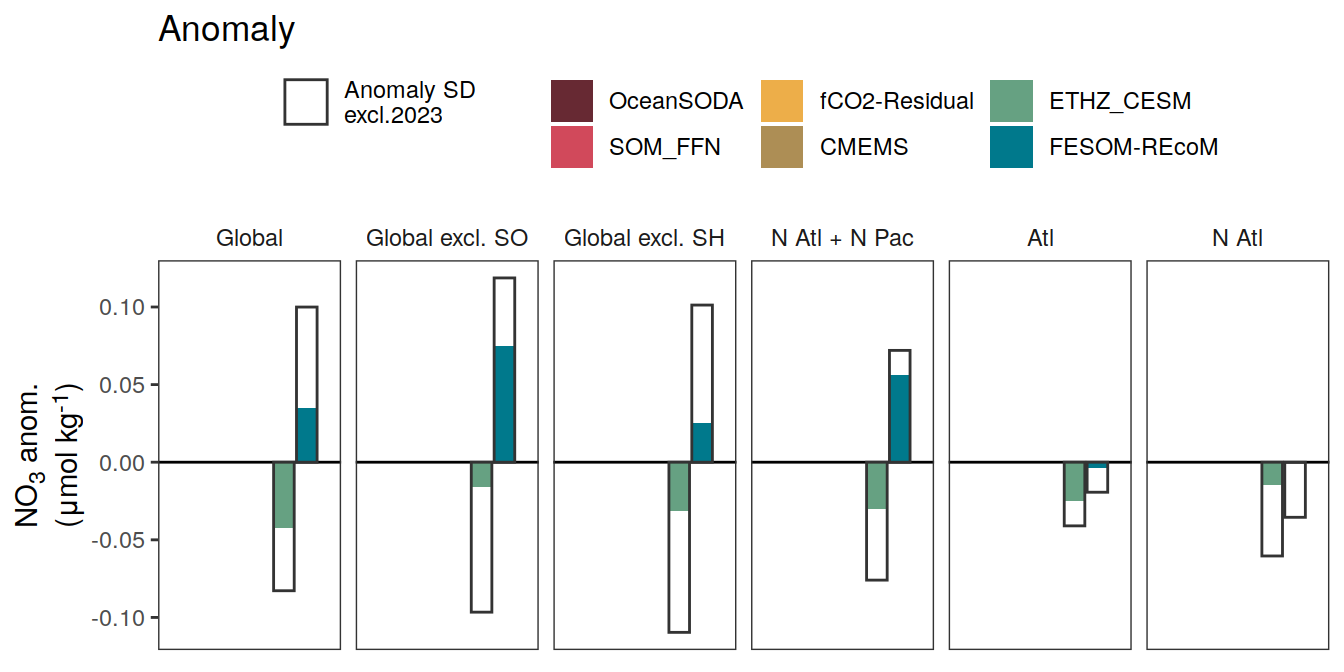 Anomaly
Anomaly SD
excl.2023
OceanSODA
fCO2-Residual
ETHZ_CESM
SOM_FFN
CMEMS
FESOM-REcoM
Global
Global excl. SO
Global excl. SH
N Atl + N Pac
Atl
N Atl
0.10
0.05
0.00
-0.05
-0.10
NO₃ anom.
(μmol kg⁻¹)